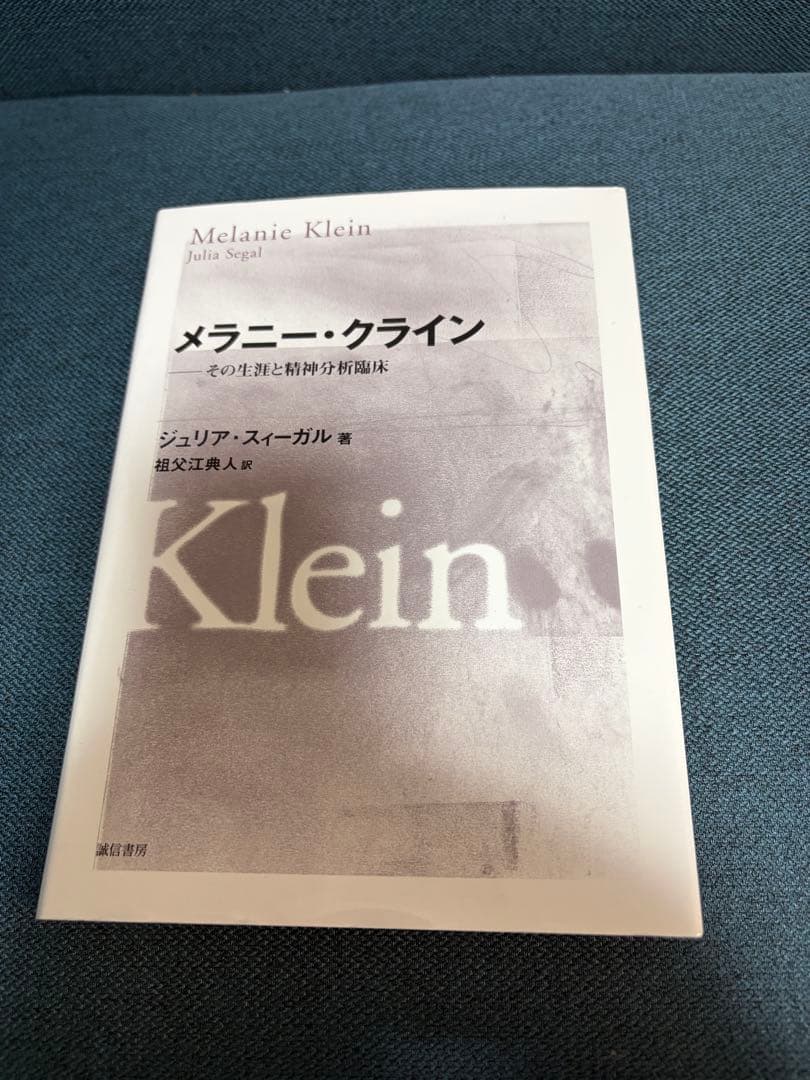 Melanie Klein
Julia Segal
メラニー・クライン
——その生涯と精神分析臨床
ジュリア・スィーガル 著
祖父江典人 訳
Klein
誠信書房